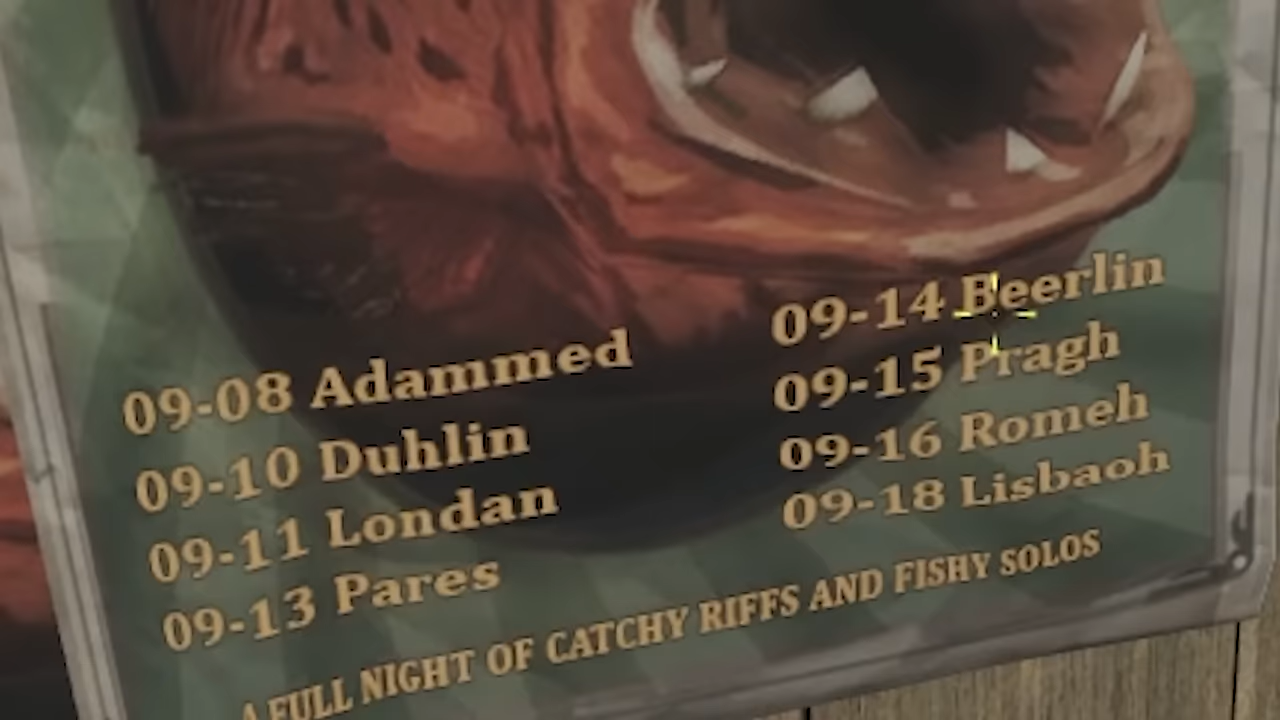 09-08 Adammed
09-10 Duhlin
09-11 Londan
09-13 Pares
09-14 Beerlin
09-15 Pragh
09-16 Romeh
09-18 Lisbaoh
A FULL NIGHT OF CATCHY RIFFS AND FISHY SOLOS